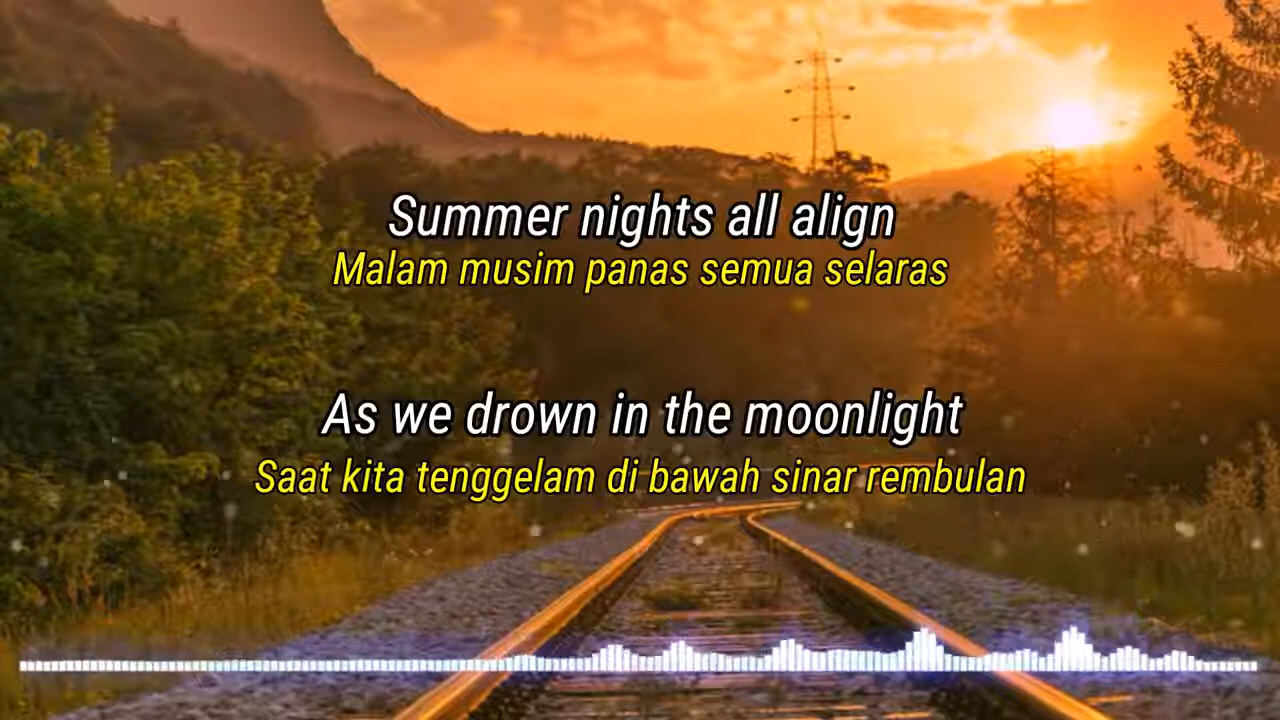 Summer nights all align
Malam musim panas semua selaras
As we drown in the moonlight
Saat kita tenggelam di bawah sinar rembulan